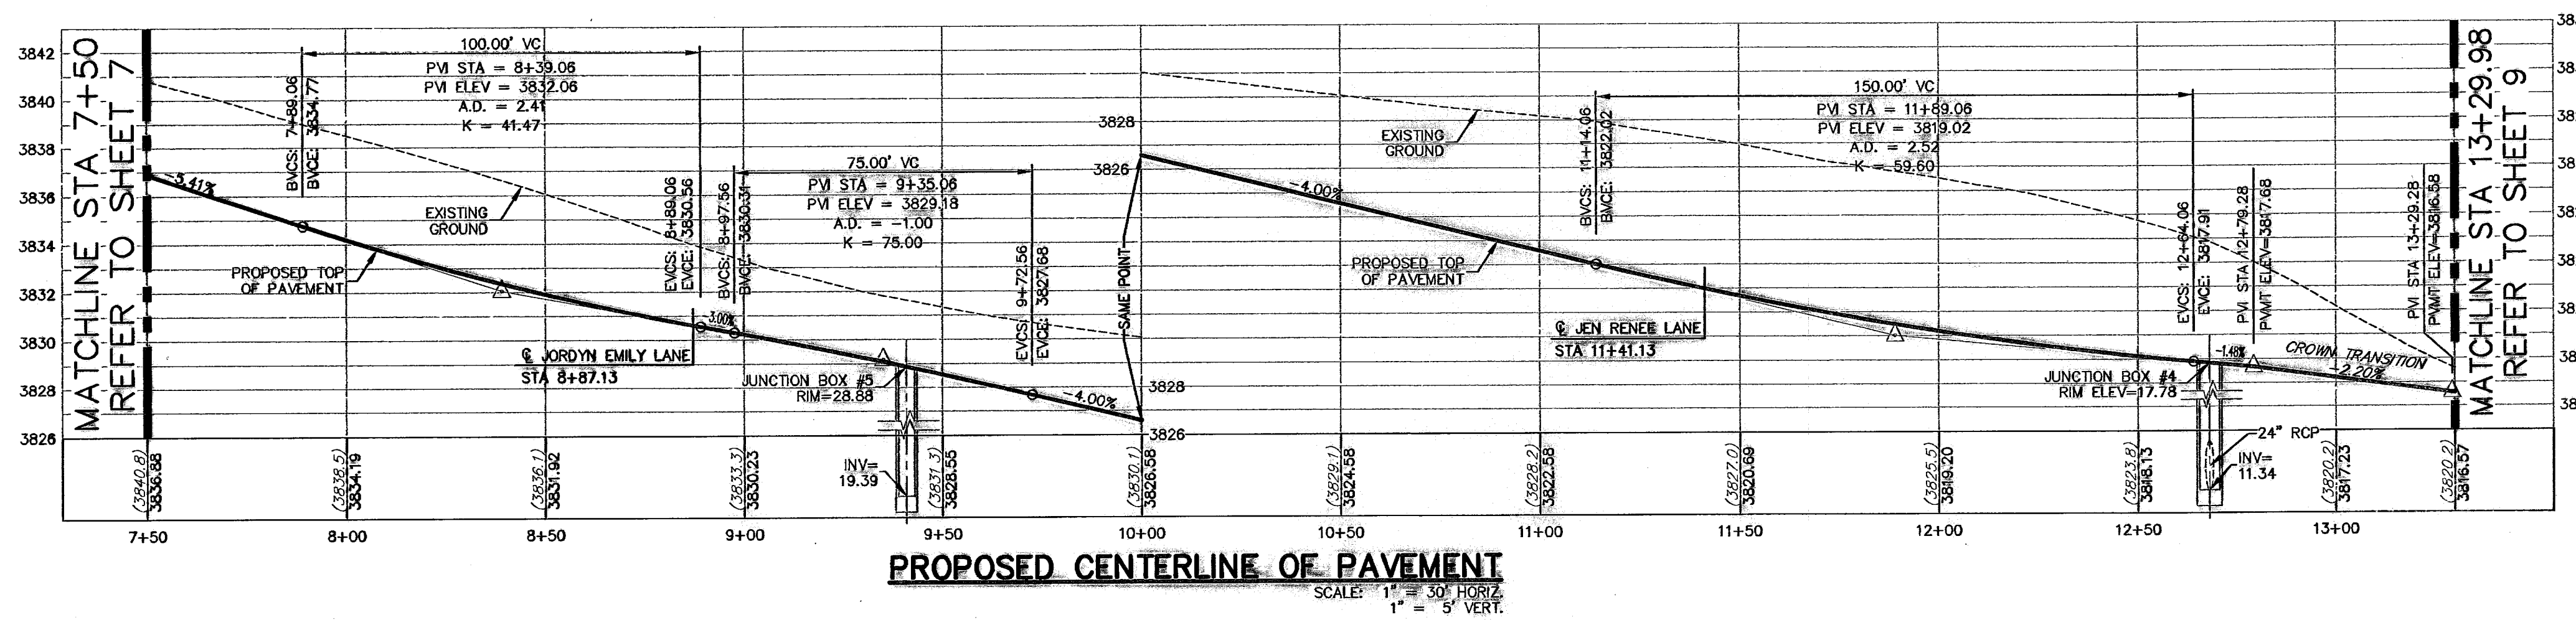 3842
3840
3838
3836
3834
3832
3830
3828
3826
MATCHLINE STA 7+50
REFER TO SHEET 7
-5.41%
BVCS: 7+89.06
BVCE: 3834.77
100.00' VC
PVI STA = 8+39.06
PVI ELEV = 3832.06
A.D. = 2.41
K = 41.47
EXISTING
GROUND
PROPOSED TOP
OF PAVEMENT
EVCS: 8+89.06
EVCE: 3830.56
-3.00%
BVCS: 8+97.56
BVCE: 3830.31
75.00' VC
PVI STA = 9+35.06
PVI ELEV = 3829.18
A.D. = -1.00
K = 75.00
℄ JORDYN EMILY LANE
STA 8+87.13
JUNCTION BOX #5
RIM=28.88
INV=
19.39
EVCS: 9+72.56
EVCE: 3827.68
-4.00%
SAME POINT
3828
3826
3828
3826
-4.00%
EXISTING
GROUND
PROPOSED TOP
OF PAVEMENT
BVCS: 11+14.06
BVCE: 3822.02
150.00' VC
PVI STA = 11+89.06
PVI ELEV = 3819.02
A.D. = 2.52
K = 59.60
℄ JEN RENEE LANE
STA 11+41.13
EVCS: 12+64.06
EVCE: 3817.91
PVI STA 12+79.28
PVMT ELEV=3817.68
-1.48%
CROWN TRANSITION
-2.20%
JUNCTION BOX #4
RIM ELEV=17.78
24" RCP
INV=
11.34
PVI STA 13+29.28
PVMT ELEV=3816.58
MATCHLINE STA 13+29.98
REFER TO SHEET 9
(3840.8)
3836.88
(3838.5)
3834.19
(3836.1)
3831.92
(3833.3)
3830.23
(3831.3)
3828.55
(3830.1)
3826.58
(3829.1)
3824.58
(3828.2)
3822.58
(3827.0)
3820.69
(3825.5)
3819.20
(3823.8)
3818.13
(3820.2)
3817.23
(3820.2)
3816.57
7+50
8+00
8+50
9+00
9+50
10+00
10+50
11+00
11+50
12+00
12+50
13+00
PROPOSED CENTERLINE OF PAVEMENT
SCALE: 1" = 30' HORIZ.
1" = 5' VERT.